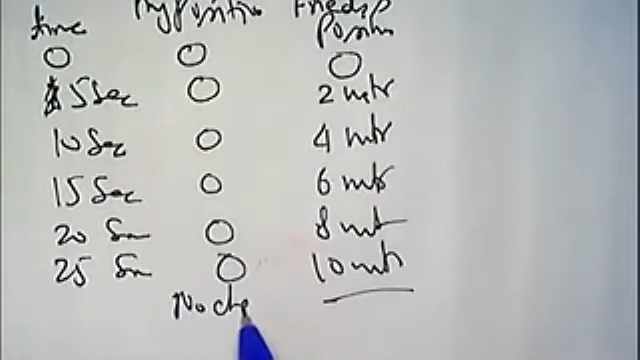 time My Position Friend's Position
0 0 0
5 Sec 0 2 mtr
10 Sec 0 4 mtr
15 Sec 0 6 mtr
20 Sec 0 8 mtr
25 Sec 0 10 mtr
No